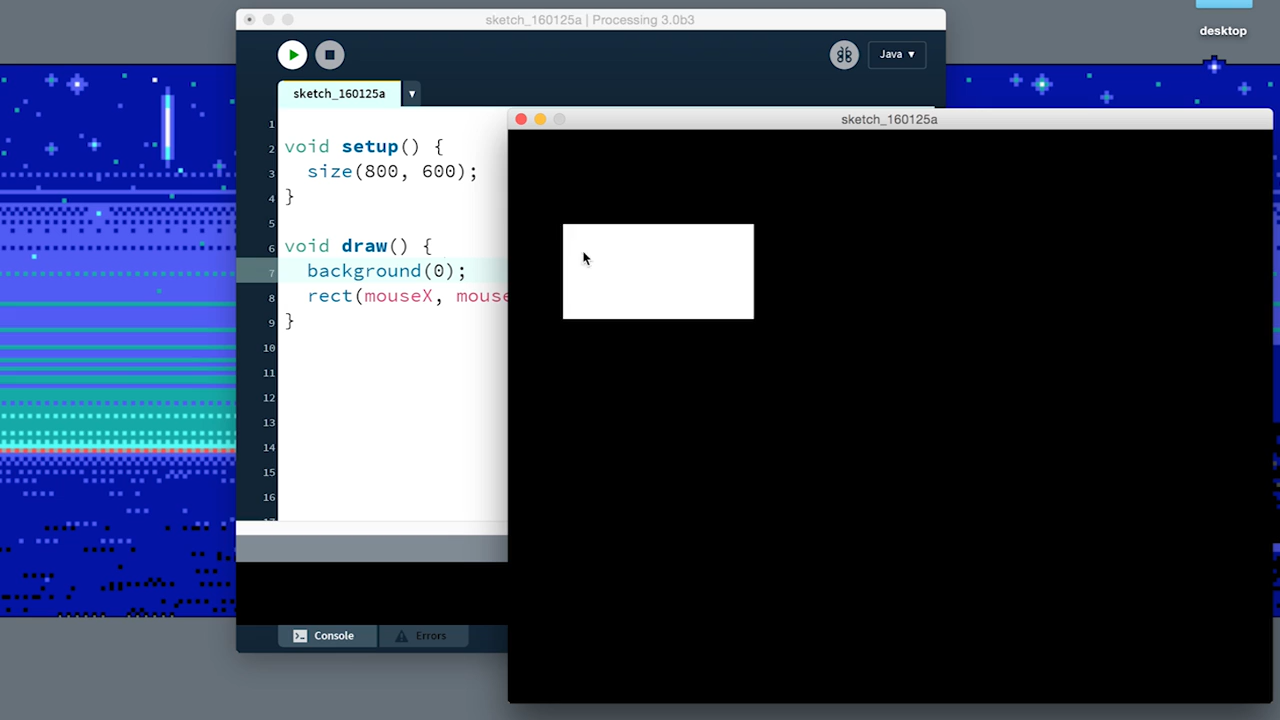 sketch_160125a | Processing 3.0b3
desktop
Java ▾
sketch_160125a ▾
sketch_160125a
1
2 void setup() {
3 size(800, 600);
4 }
5
6 void draw() {
7 background(0);
8 rect(mouseX, mouse
9 }
10
11
12
13
14
15
16
Console
Errors